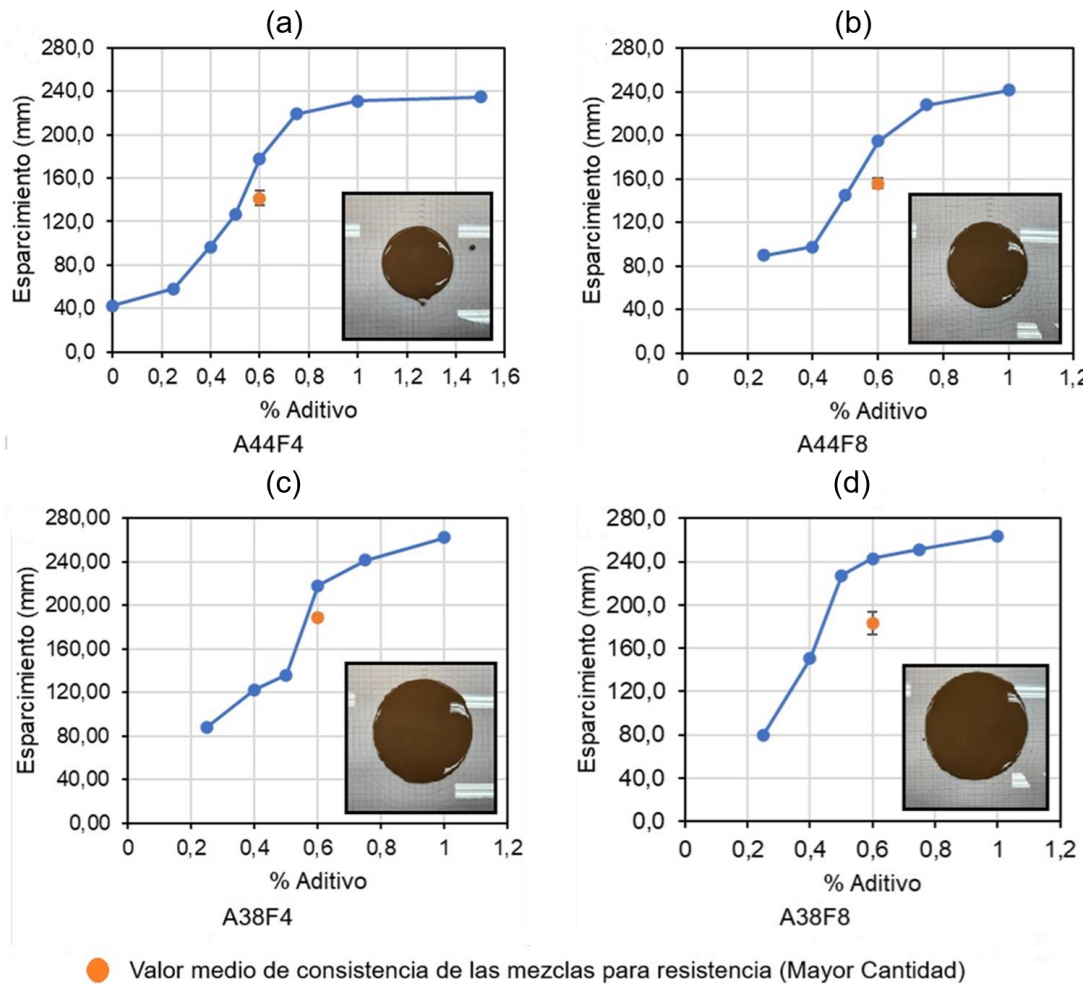 (a)
280,0
240,0
200,0
160,0
120,0
80,0
40,0
0,0
Esparcimiento (mm)
0 0,2 0,4 0,6 0,8 1 1,2 1,4 1,6
% Aditivo
A44F4
(b)
280,0
240,0
200,0
160,0
120,0
80,0
40,0
0,0
Esparcimiento (mm)
0 0,2 0,4 0,6 0,8 1 1,2
% Aditivo
A44F8
(c)
280,00
240,00
200,00
160,00
120,00
80,00
40,00
0,00
Esparcimiento (mm)
0 0,2 0,4 0,6 0,8 1 1,2
% Aditivo
A38F4
(d)
280,0
240,0
200,0
160,0
120,0
80,0
40,0
0,0
Esparcimiento (mm)
0 0,2 0,4 0,6 0,8 1 1,2
% Aditivo
A38F8
Valor medio de consistencia de las mezclas para resistencia (Mayor Cantidad)